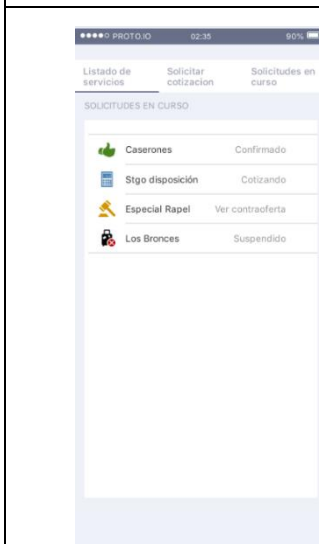 ●●●●○ PROTO.IO 02:35 90%
Listado de servicios Solicitar cotizacion Solicitudes en curso
SOLICITUDES EN CURSO
Caserones Confirmado
Stgo disposición Cotizando
Especial Rapel Ver contraoferta
Los Bronces Suspendido